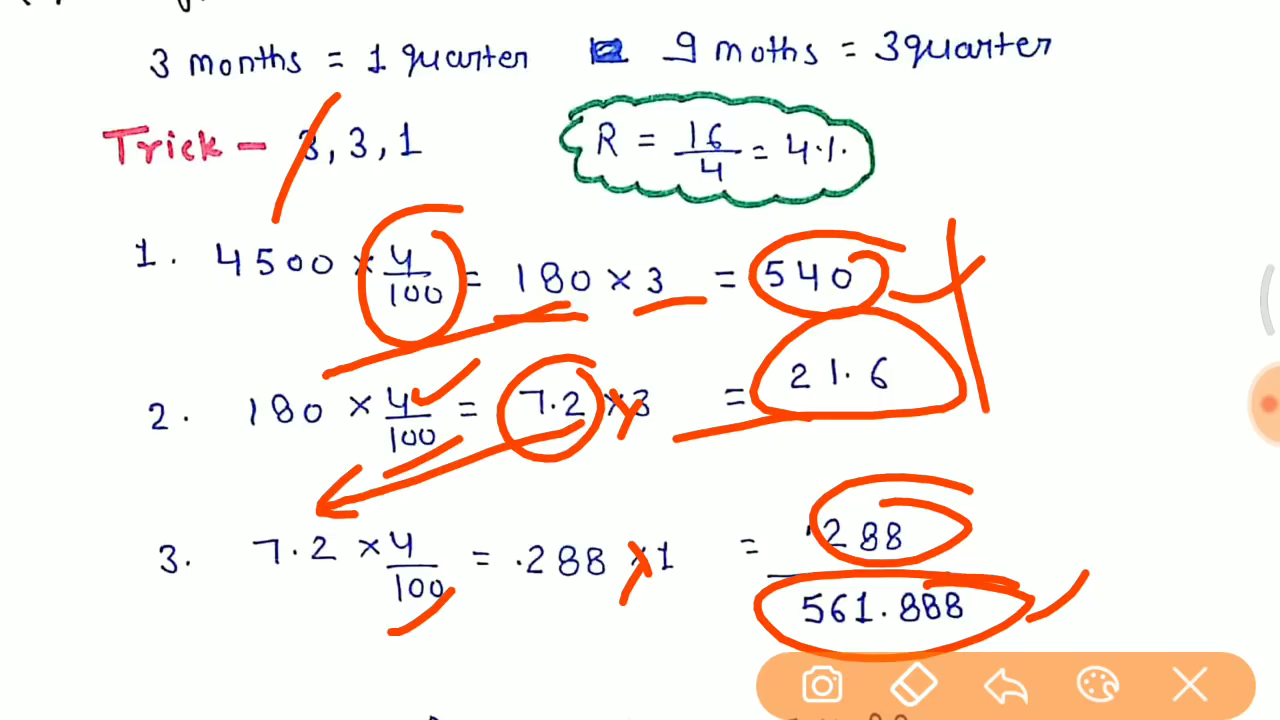 3 months = 1 quarter 9 moths = 3 quarter
Trick - 3, 3, 1
R = 16/4 = 4%
1. 4500 × 4/100 = 180 × 3 = 540
2. 180 × 4/100 = 7.2 × 3 = 21.6
3. 7.2 × 4/100 = .288 × 1 = .288
561.888